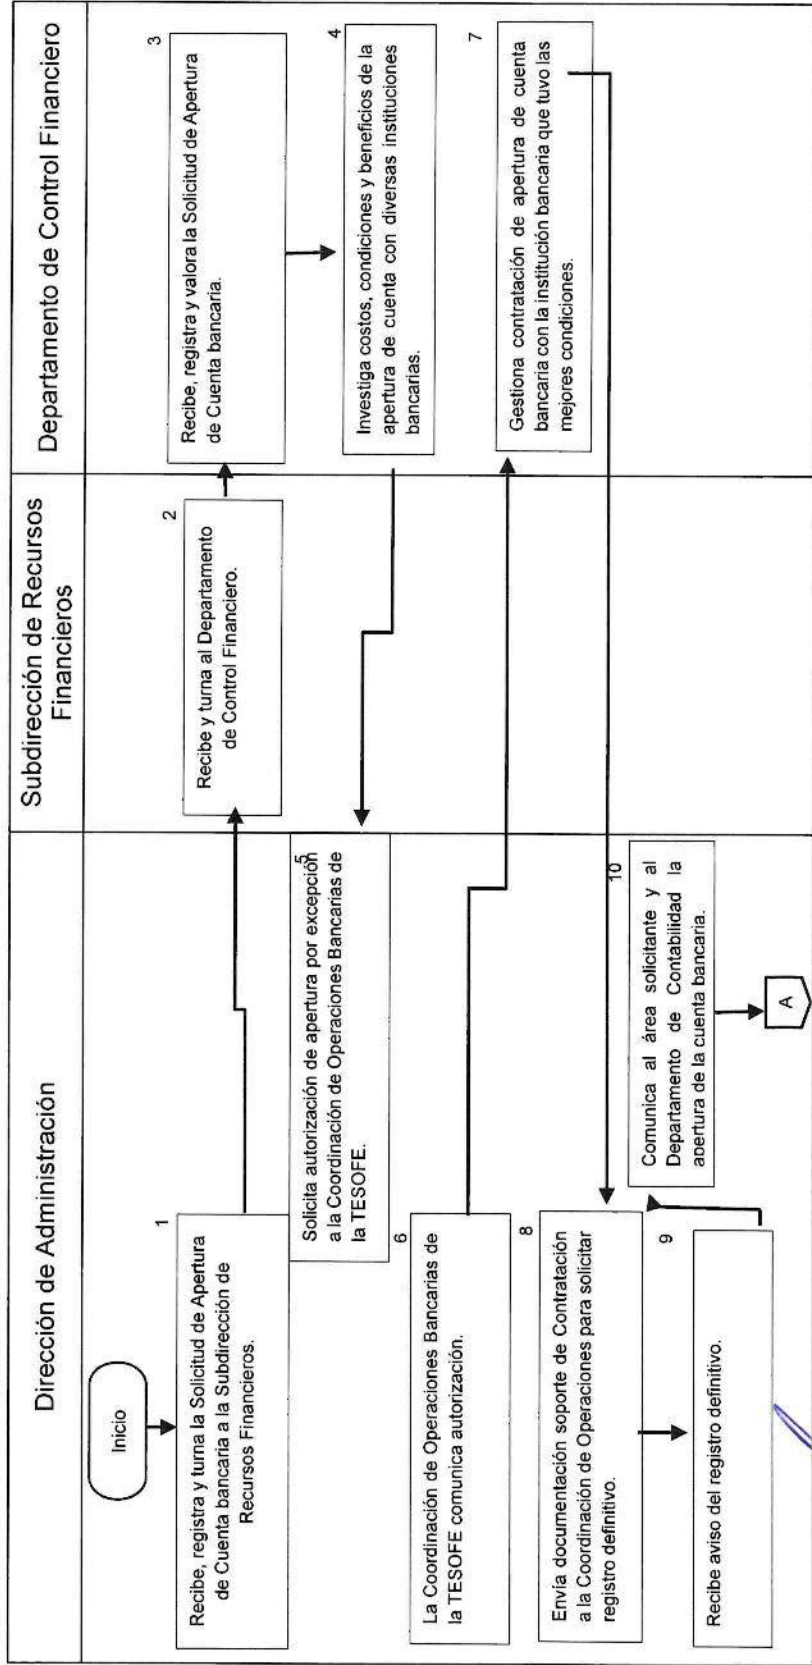 Dirección de Administración
Subdirección de Recursos
Financieros
Departamento de Control Financiero
Inicio
1
Recibe, registra y turna la Solicitud de Apertura
de Cuenta bancaria a la Subdirección de
Recursos Financieros.
2
Recibe y turna al Departamento
de Control Financiero.
3
Recibe, registra y valora la Solicitud de Apertura
de Cuenta bancaria.
4
Investiga costos, condiciones y beneficios de la
apertura de cuenta con diversas instituciones
bancarias.
5
Solicita autorización de apertura por excepción
a la Coordinación de Operaciones Bancarias de
la TESOFE.
6
La Coordinación de Operaciones Bancarias de
la TESOFE comunica autorización.
7
Gestiona contratación de apertura de cuenta
bancaria con la institución bancaria que tuvo las
mejores condiciones.
8
Envía documentación soporte de Contratación
a la Coordinación de Operaciones para solicitar
registro definitivo.
9
Recibe aviso del registro definitivo.
10
Comunica al área solicitante y al
Departamento de Contabilidad la
apertura de la cuenta bancaria.
A